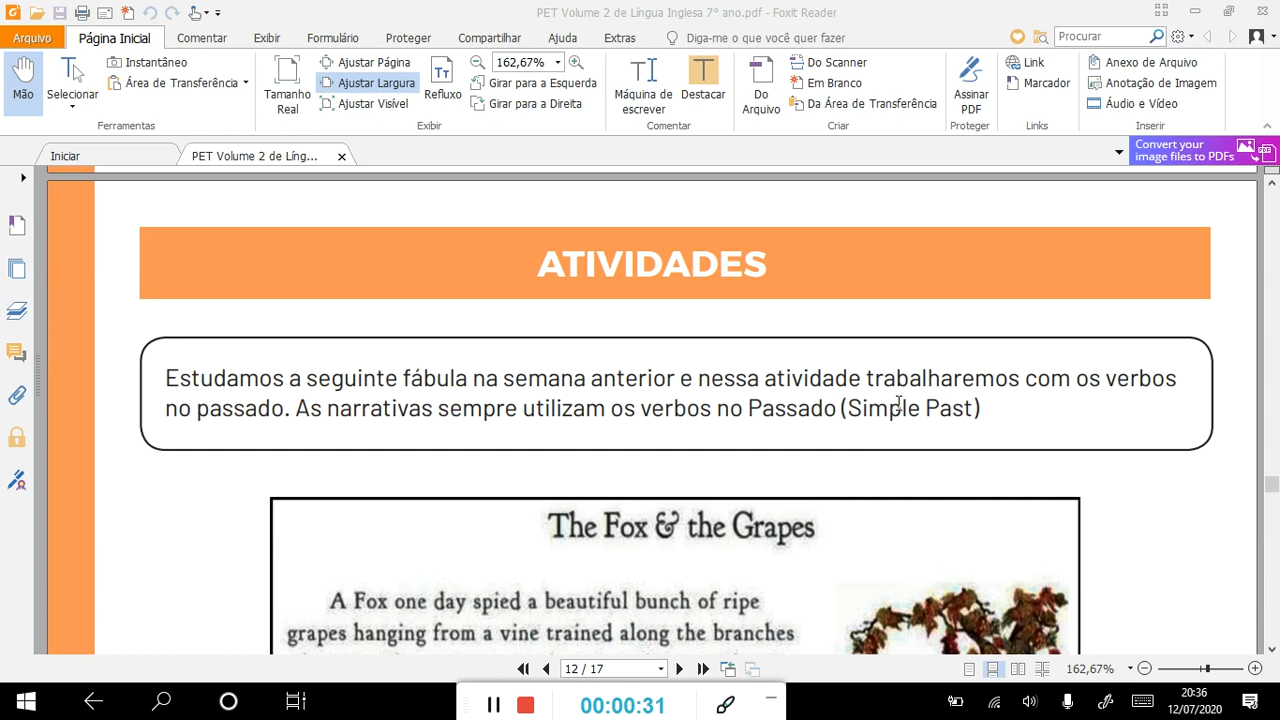 PET Volume 2 de Língua Inglesa 7° ano.pdf - Foxit Reader
Arquivo Página Inicial Comentar Exibir Formulário Proteger Compartilhar Ajuda Extras Diga-me o que você quer fazer Procurar
Mão
Selecionar
Instantâneo
Área de Transferência
Ferramentas
Tamanho Real
Ajustar Página
Ajustar Largura
Ajustar Visível
Refluxo
162,67%
Girar para a Esquerda
Girar para a Direita
Exibir
Máquina de escrever
Destacar
Comentar
Do Arquivo
Do Scanner
Em Branco
Da Área de Transferência
Criar
Assinar PDF
Proteger
Link
Marcador
Links
Anexo de Arquivo
Anotação de Imagem
Áudio e Vídeo
Inserir
Iniciar
PET Volume 2 de Líng...
Convert your
image files to PDFs
ATIVIDADES
Estudamos a seguinte fábula na semana anterior e nessa atividade trabalharemos com os verbos
no passado. As narrativas sempre utilizam os verbos no Passado (Simple Past)
The Fox & the Grapes
A Fox one day spied a beautiful bunch of ripe
grapes hanging from a vine trained along the branches
12 / 17
162,67%
00:00:31
20:36
12/07/2020